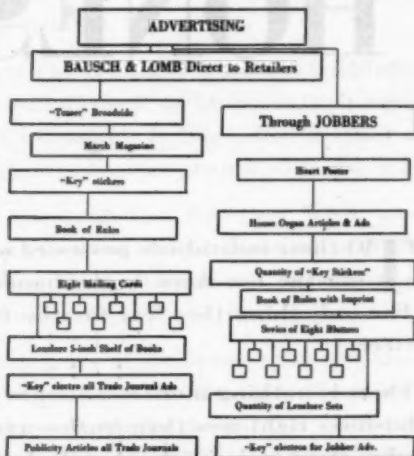 ADVERTISING
BAUSCH & LOMB Direct to Retailers
"Teaser" Broadside
March Magazine
"Key" stickers
Book of Rules
Eight Mailing Cards
5-inch Shelf of Books
"Key" electro all Trade Journal Ads
Publicity Articles all Trade Journals
Through JOBBERS
Heart Poster
House Organ Articles & Ads
Quantity of "Key Stickers"
Book of Rules with Imprint
Series of Eight Blotters
Quantity of Sets
"Key" electros for Jobber Adv.